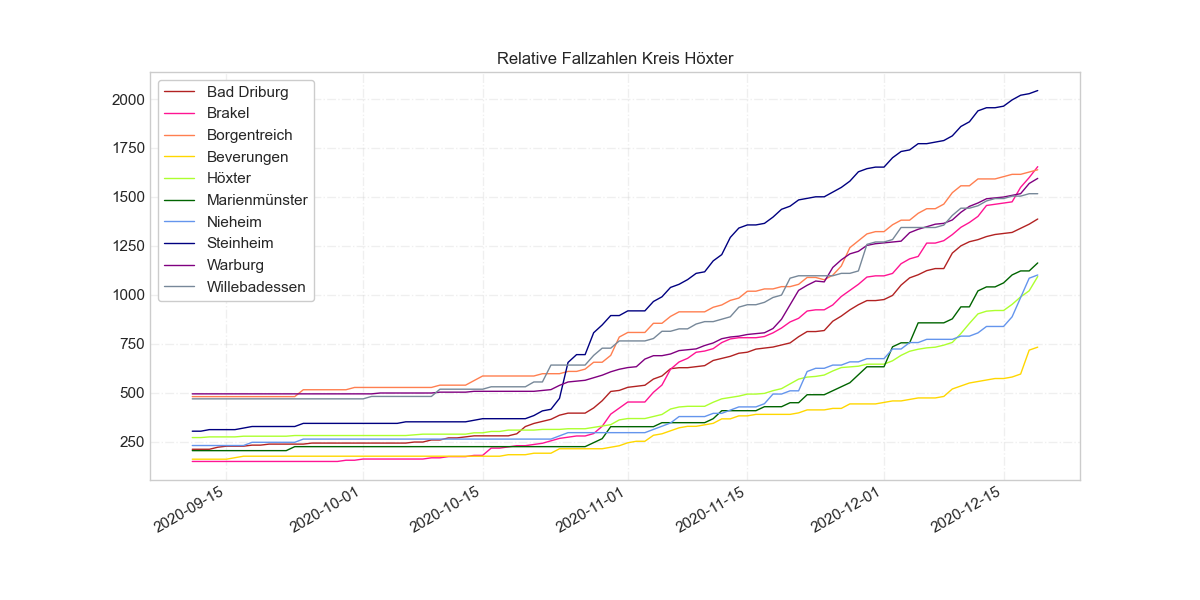 Relative Fallzahlen Kreis Höxter
Bad Driburg
Brakel
Borgentreich
Beverungen
Höxter
Marienmünster
Nieheim
Steinheim
Warburg
Willebadessen
2000
1750
1500
1250
1000
750
500
250
2020-09-15
2020-10-01
2020-10-15
2020-11-01
2020-11-15
2020-12-01
2020-12-15